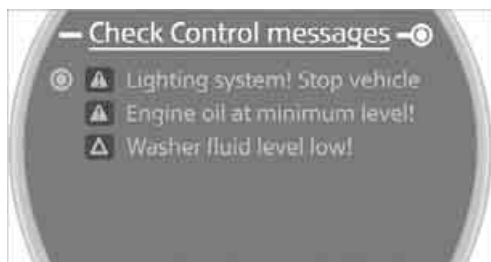 Check Control messages
Lighting system! Stop vehicle
Engine oil at minimum level!
Washer fluid level low!